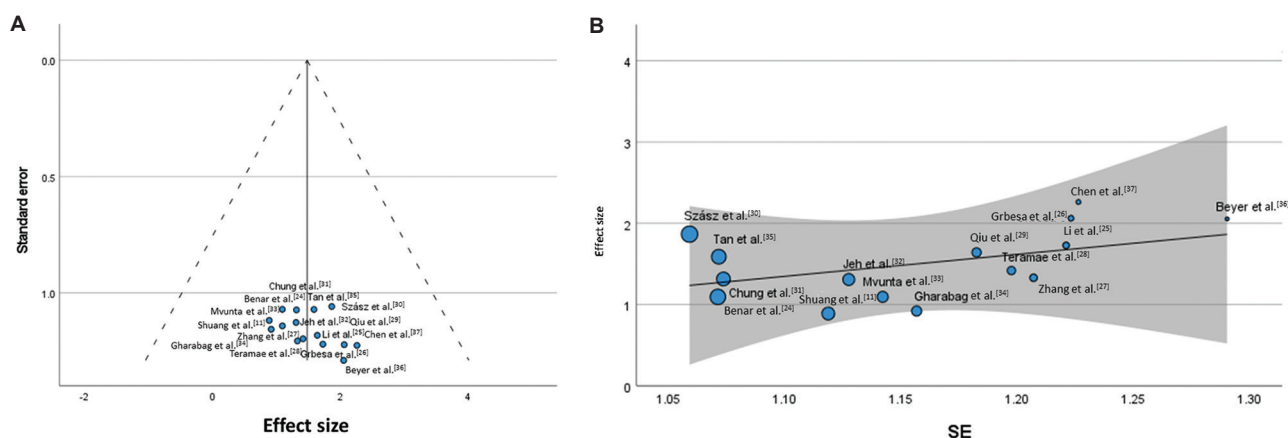 A
Standard error
0.0
0.5
1.0
Chung et al.[31]
Benar et al.[24] Tan et al.[35]
Mvunta et al.[33] Szász et al.[30]
Shuang et al.[11] Jeh et al.[32] Qiu et al.[29]
Zhang et al.[27] Li et al.[25] Chen et al.[37]
Gharabag et al.[34]
Teramae et al.[28] Grbesa et al.[26]
Beyer et al.[36]
-2 0 2 4
Effect size
B
Effect size
4
3
2
1
0
Chen et al.[37]
Szász et al.[30] Grbesa et al.[26] Beyer et al.[36]
Tan et al.[35] Qiu et al.[29] Li et al.[25]
Jeh et al.[32] Teramae et al.[28]
Chung et al.[31] Mvunta et al.[33] Zhang et al.[27]
Benar et al.[24] Shuang et al.[11] Gharabag et al.[34]
1.05 1.10 1.15 1.20 1.25 1.30
SE